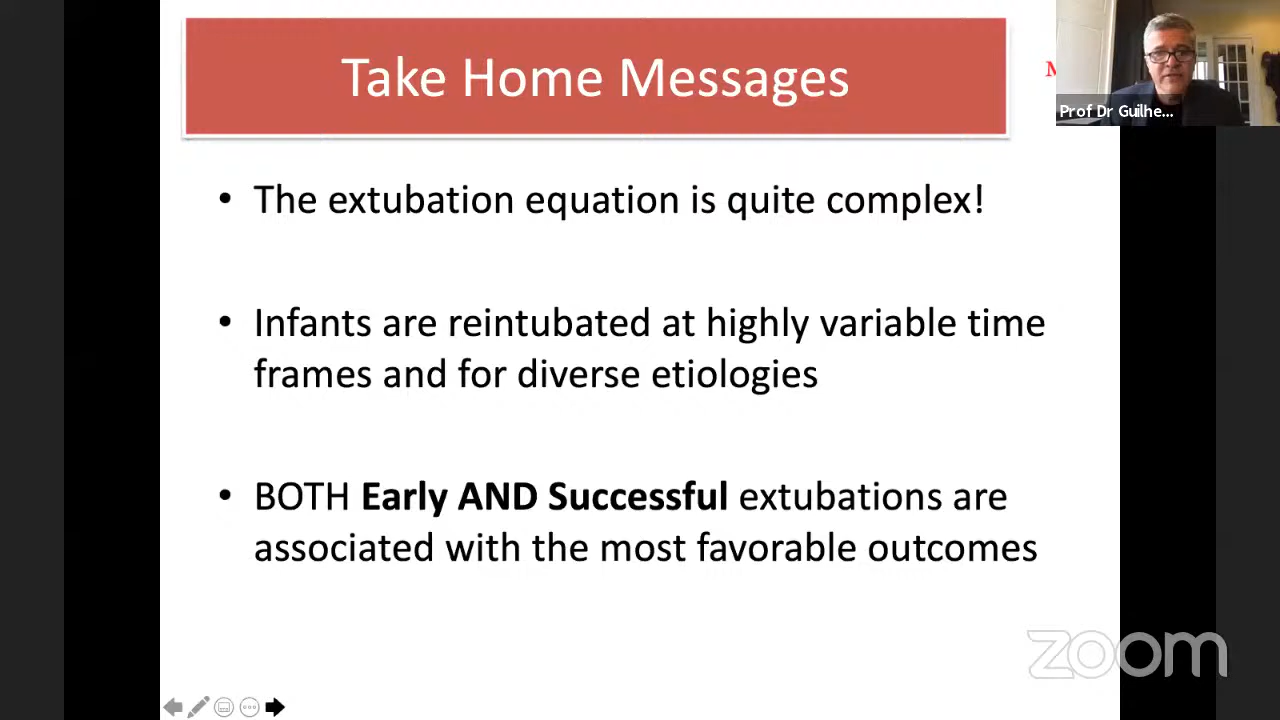 Take Home Messages
M
Prof Dr Guilhe...
• The extubation equation is quite complex!
• Infants are reintubated at highly variable time
frames and for diverse etiologies
• BOTH Early AND Successful extubations are
associated with the most favorable outcomes
zoom